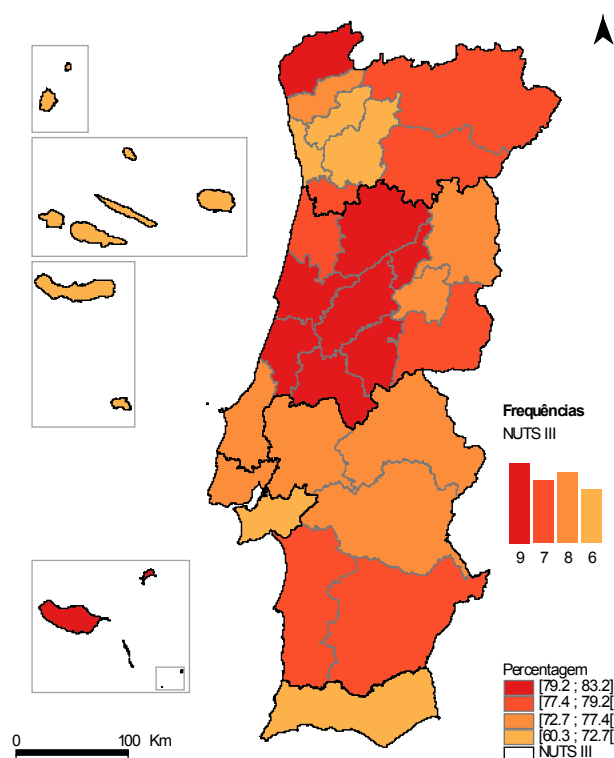 Frequências
NUTS III
9 7 8 6
Percentagem
[79.2 ; 83.2]
[77.4 ; 79.2[
[72.7 ; 77.4[
[60.3 ; 72.7[
NUTS III
0 100 Km